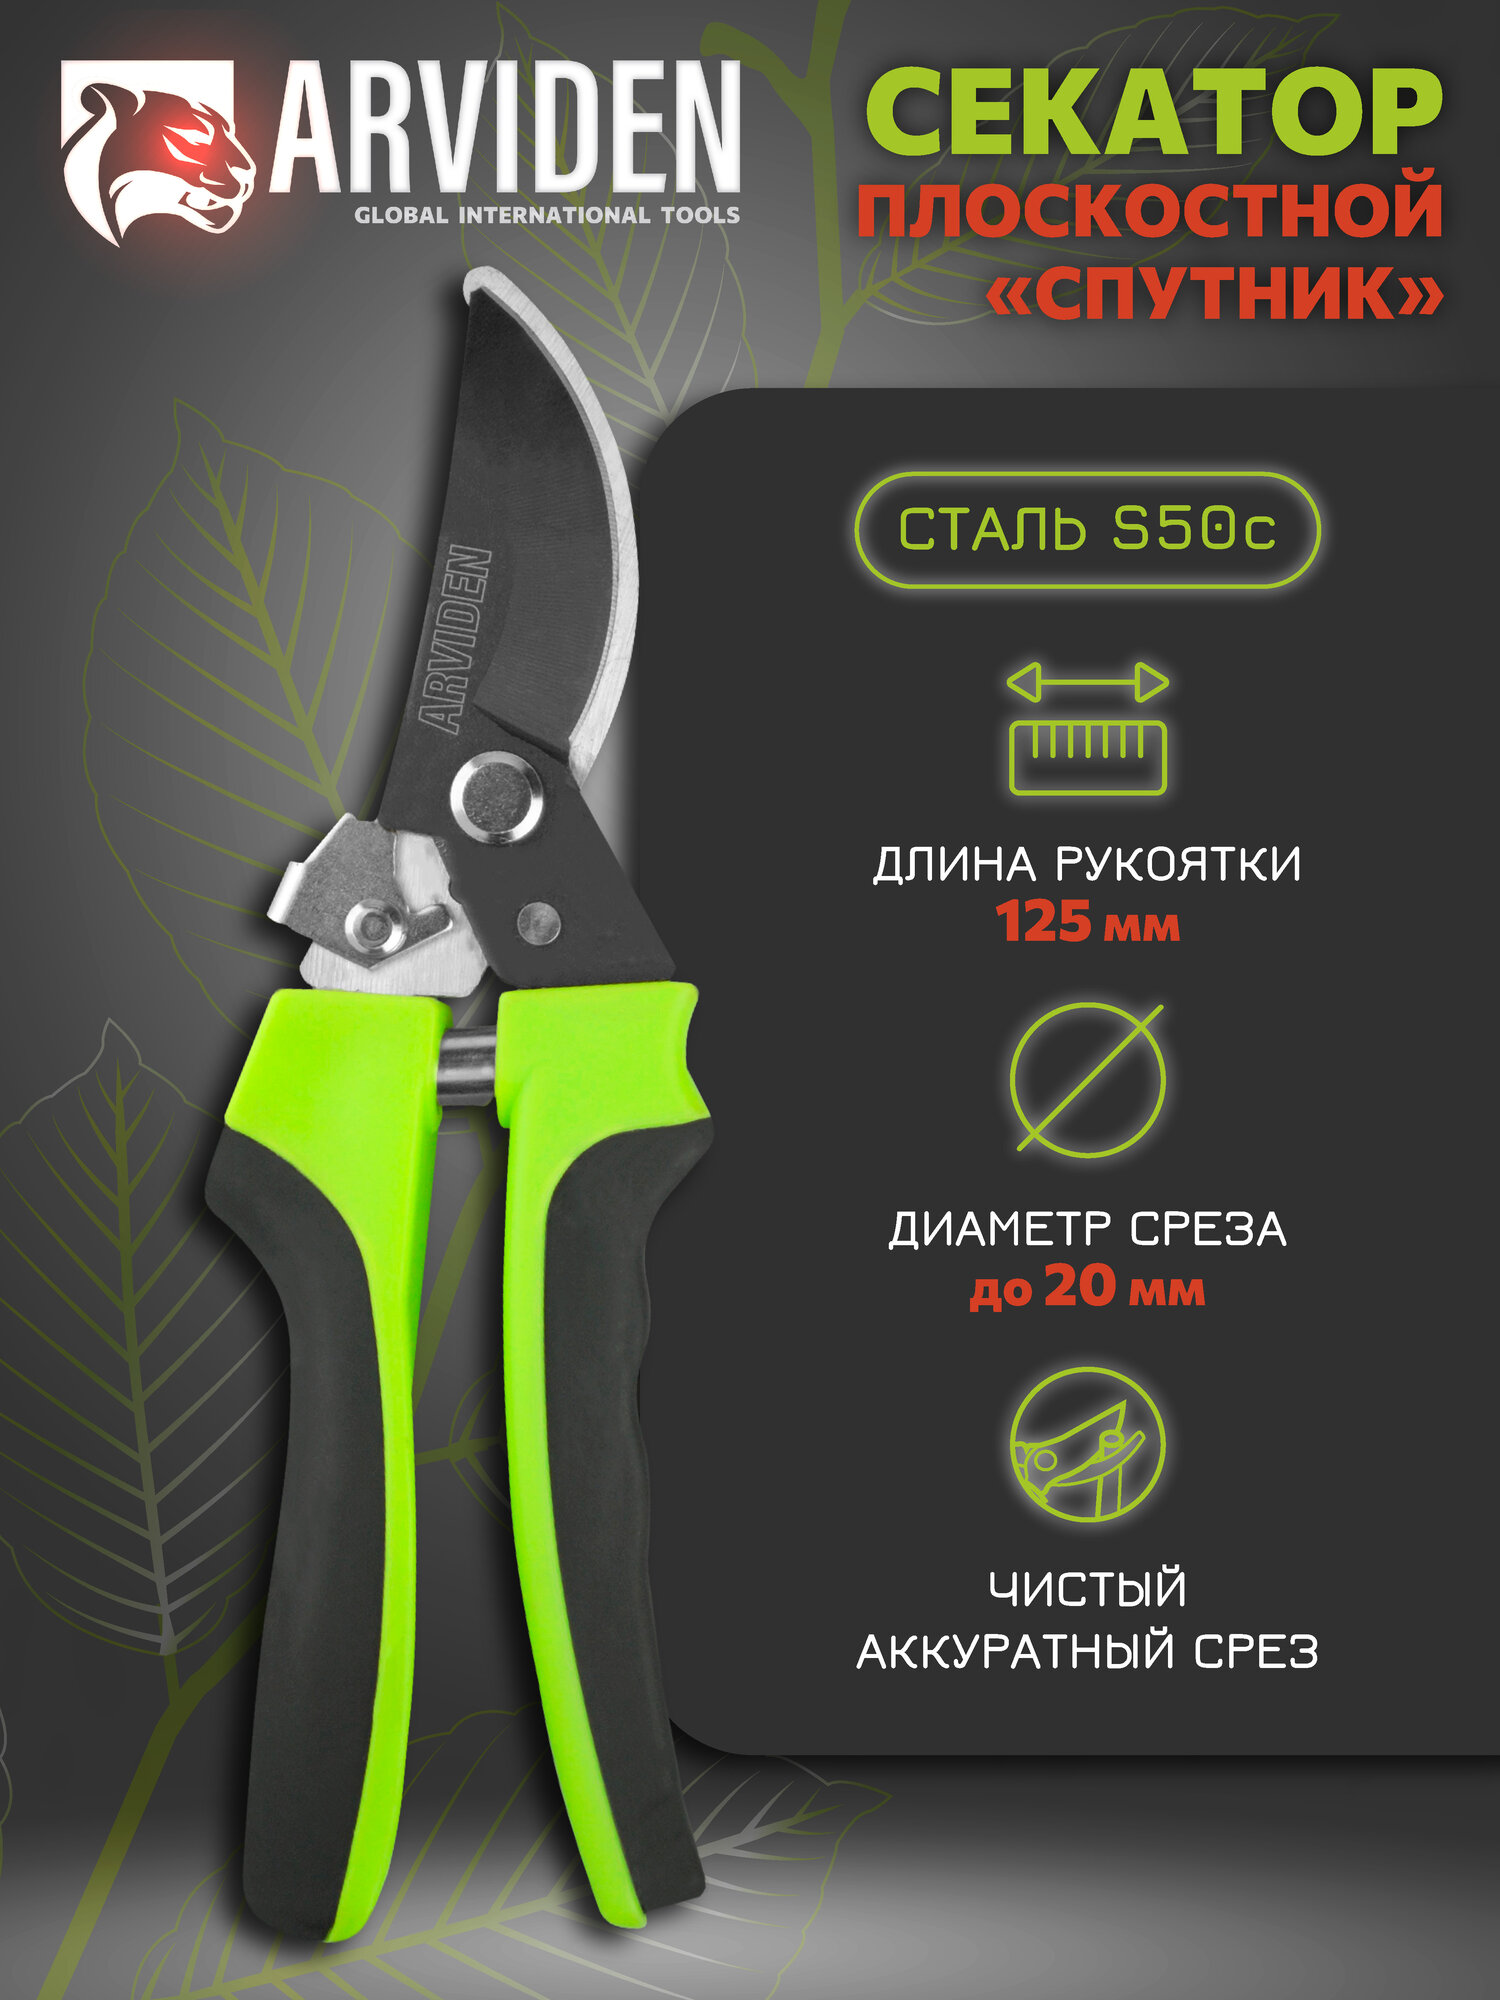 ARVIDEN
GLOBAL INTERNATIONAL TOOLS
СЕКАТОР
ПЛОСКОСТНОЙ
«СПУТНИК»
ARVIDEN
СТАЛЬ S50c
ДЛИНА РУКОЯТКИ
125 мм
ДИАМЕТР СРЕЗА
до 20 мм
ЧИСТЫЙ
АККУРАТНЫЙ СРЕЗ